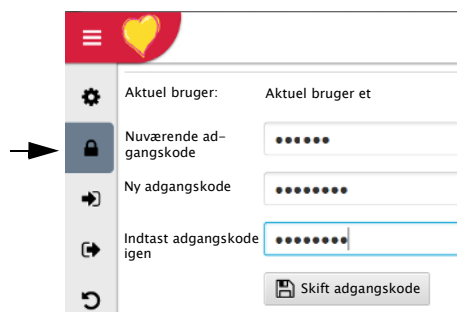 Aktuel bruger: Aktuel bruger et
Nuværende ad-
gangskode
Ny adgangskode
Indtast adgangskode
igen
Skift adgangskode